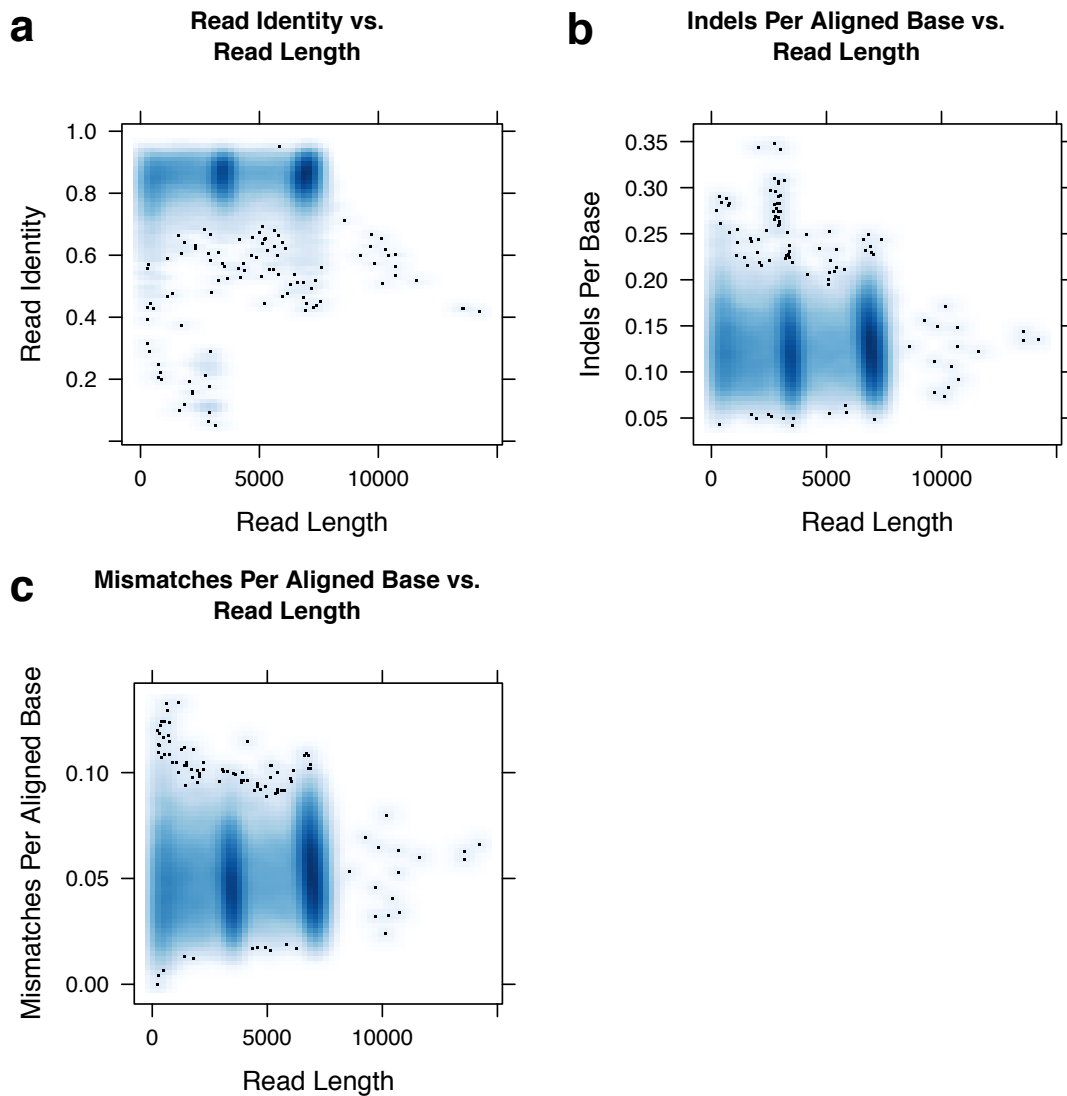 a
Read Identity vs.
Read Length
1.0
0.8
0.6
0.4
0.2
Read Identity
0
5000
10000
Read Length
b
Indels Per Aligned Base vs.
Read Length
0.35
0.30
0.25
0.20
0.15
0.10
0.05
Indels Per Base
0
5000
10000
Read Length
c
Mismatches Per Aligned Base vs.
Read Length
0.10
0.05
0.00
Mismatches Per Aligned Base
0
5000
10000
Read Length